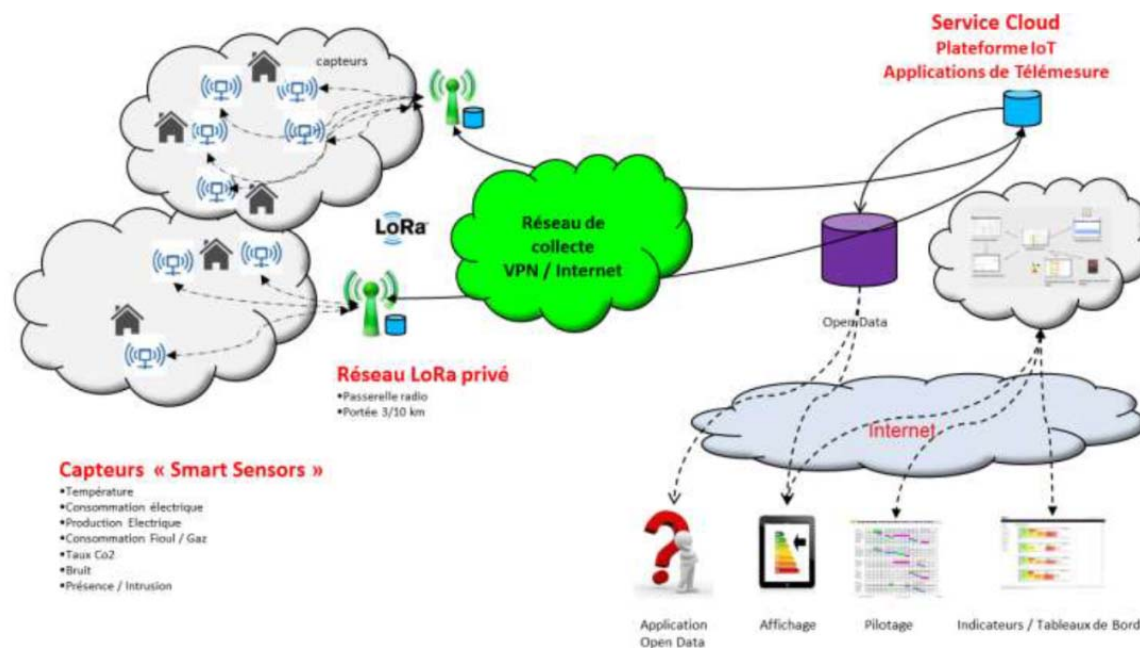 capteurs
Service Cloud
Plateforme IoT
Applications de Télémesure
LoRa
Réseau de
collecte
VPN / Internet
Open Data
Réseau LoRa privé
▪Passerelle radio
▪Portée 3/10 km
Internet
Capteurs « Smart Sensors »
▪Température
▪Consommation électrique
▪Production Electrique
▪Consommation Fioul / Gaz
▪Taux Co2
▪Bruit
▪Présence / Intrusion
Application
Open Data
Affichage
Pilotage
Indicateurs / Tableaux de Bord